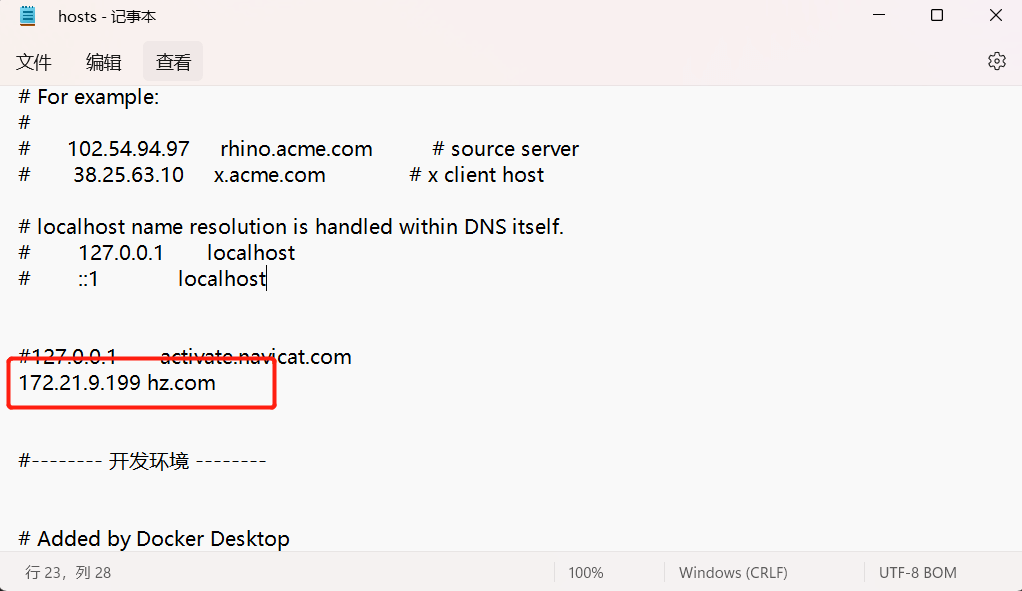 hosts - 记事本
文件 编辑 查看
# For example:
#
# 102.54.94.97 rhino.acme.com # source server
# 38.25.63.10 x.acme.com # x client host
# localhost name resolution is handled within DNS itself.
# 127.0.0.1 localhost
# ::1 localhost
#127.0.0.1 activate.navicat.com
172.21.9.199 hz.com
#-------- 开发环境 --------
# Added by Docker Desktop
行 23，列 28 100% Windows (CRLF) UTF-8 BOM